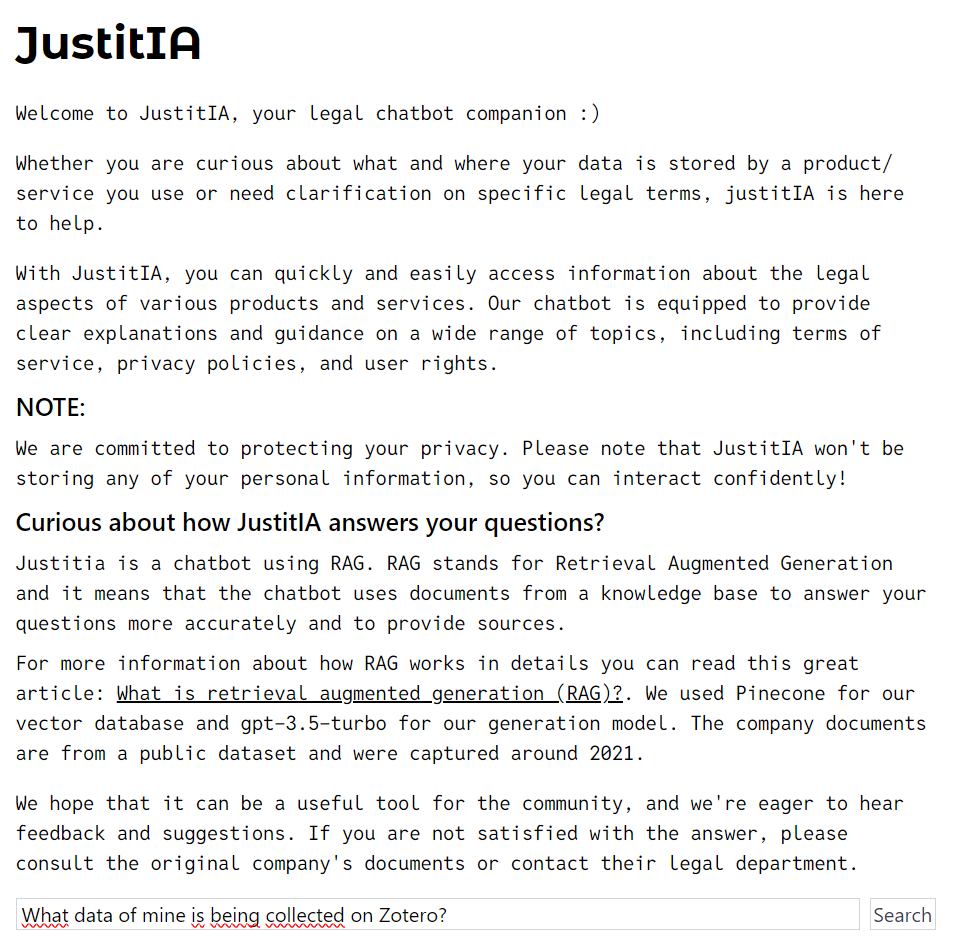 JustitIA
Welcome to JustitIA, your legal chatbot companion :)
Whether you are curious about what and where your data is stored by a product/
service you use or need clarification on specific legal terms, justitIA is here
to help.
With JustitIA, you can quickly and easily access information about the legal
aspects of various products and services. Our chatbot is equipped to provide
clear explanations and guidance on a wide range of topics, including terms of
service, privacy policies, and user rights.
NOTE:
We are committed to protecting your privacy. Please note that JustitIA won't be
storing any of your personal information, so you can interact confidently!
Curious about how JustitIA answers your questions?
Justitia is a chatbot using RAG. RAG stands for Retrieval Augmented Generation
and it means that the chatbot uses documents from a knowledge base to answer your
questions more accurately and to provide sources.
For more information about how RAG works in details you can read this great
article: What is retrieval augmented generation (RAG)?. We used Pinecone for our
vector database and gpt-3.5-turbo for our generation model. The company documents
are from a public dataset and were captured around 2021.
We hope that it can be a useful tool for the community, and we're eager to hear
feedback and suggestions. If you are not satisfied with the answer, please
consult the original company's documents or contact their legal department.
What data of mine is being collected on Zotero? Search